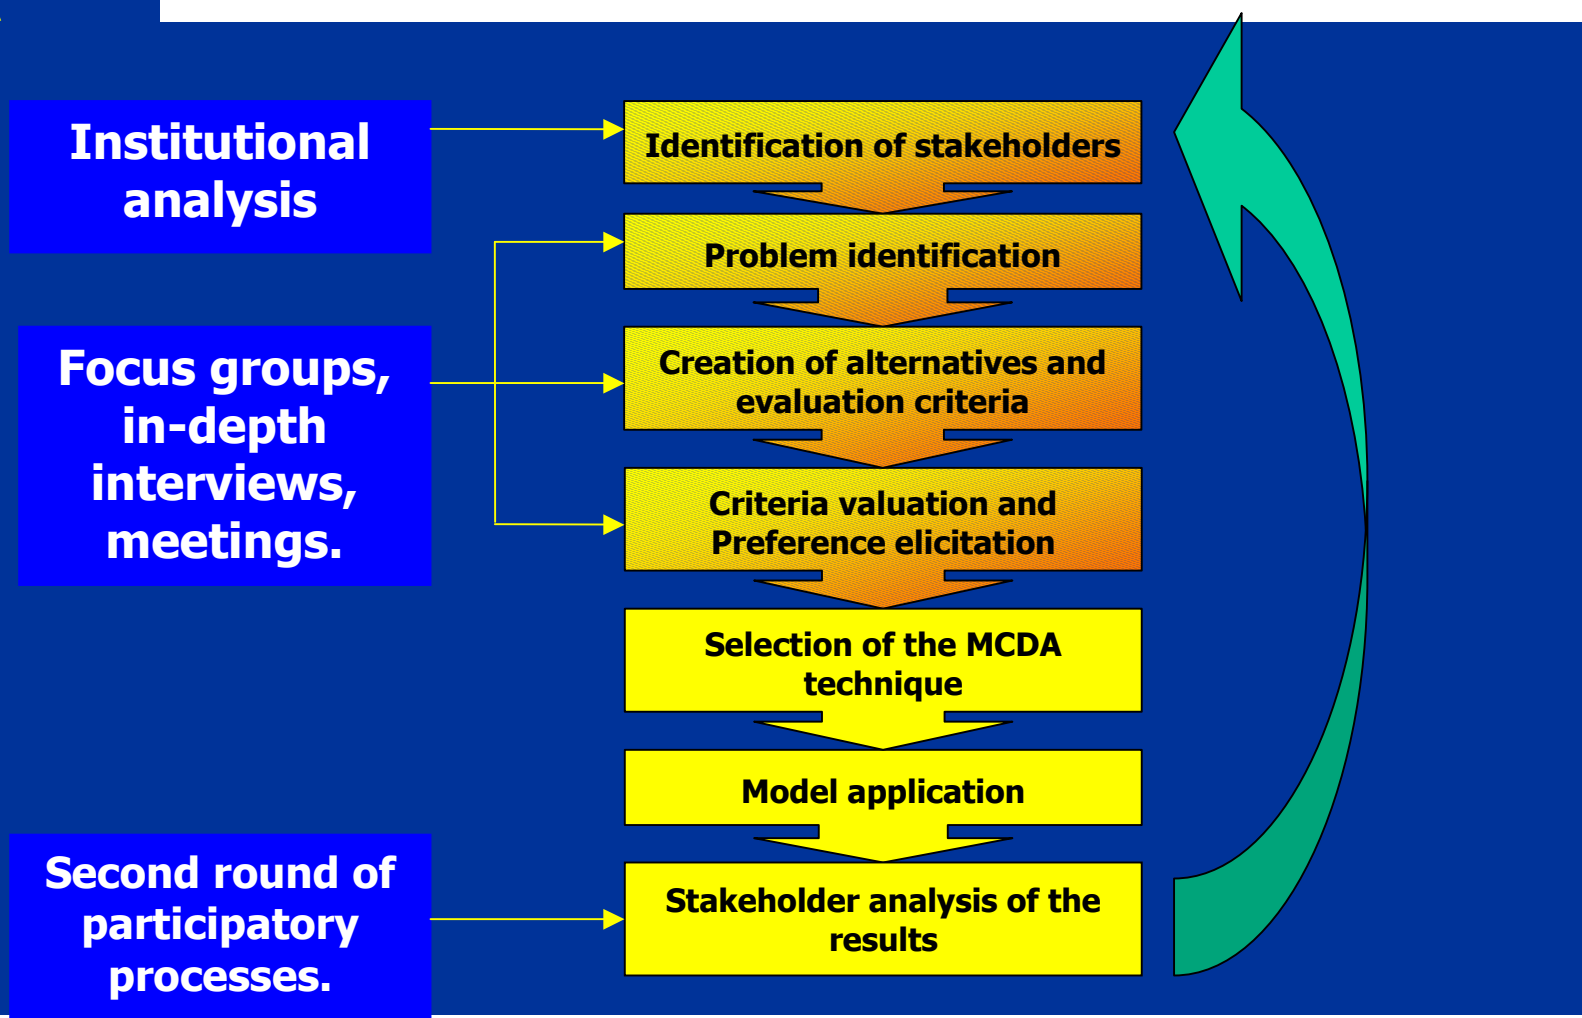 Institutional
analysis
Identification of stakeholders
Problem identification
Focus groups,
in-depth
interviews,
meetings.
Creation of alternatives and
evaluation criteria
Criteria valuation and
Preference elicitation
Selection of the MCDA
technique
Model application
Second round of
participatory
processes.
Stakeholder analysis of the
results